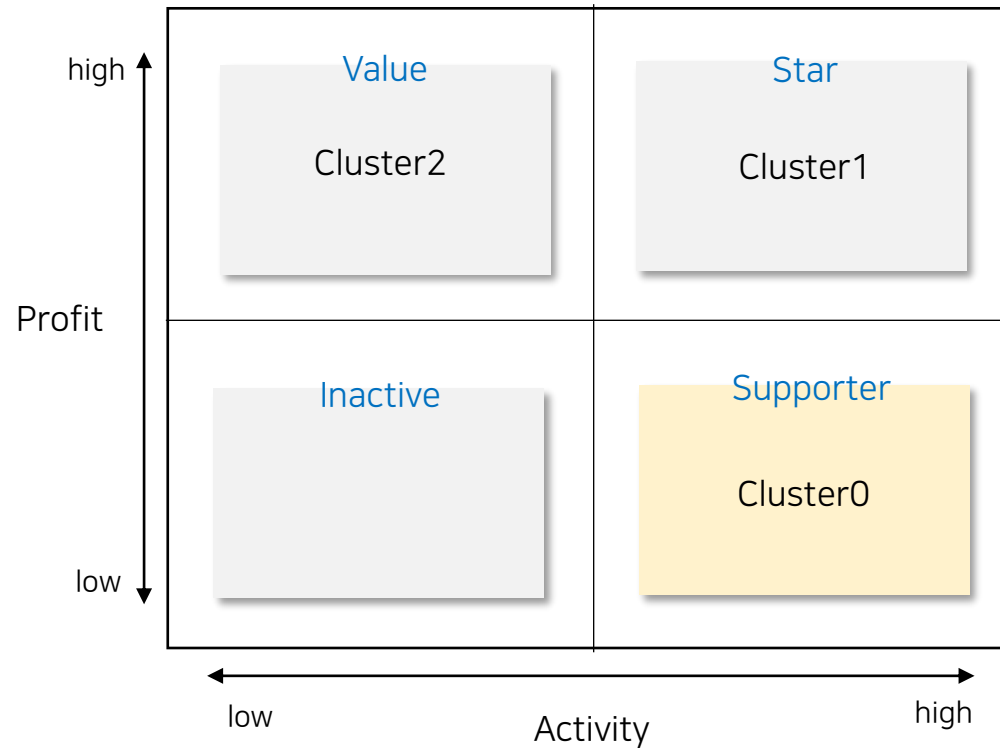 high
Value
Star
Cluster2
Cluster1
Profit
Inactive
Supporter
Cluster0
low
low
high
Activity